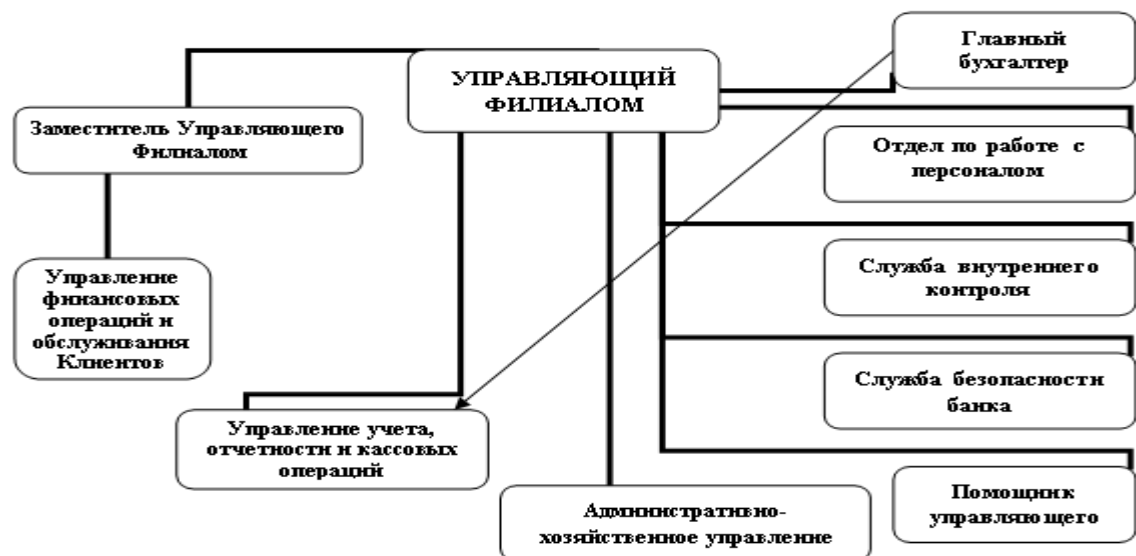 Главный
бухгалтер
УПРАВЛЯЮЩИЙ
ФИЛИАЛОМ
Заместитель Управляющего
Филиалом
Отдел по работе с
персоналом
Управление
финансовых
операций и
обслуживания
Клиентов
Служба внутреннего
контроля
Служба безопасности
банка
Управление учета,
отчетности и кассовых
операций
Помощник
управляющего
Административно-
хозяйственное управление